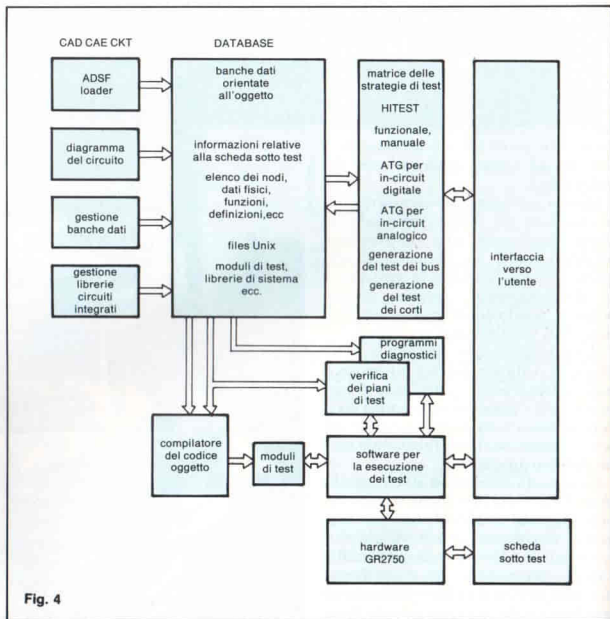 CAD CAE CKT
ADSF
loader
diagramma
del circuito
gestione
banche dati
gestione
librerie
circuiti
integrati
DATABASE
banche dati
orientate
all'oggetto
informazioni relative
alla scheda sotto test
elenco dei nodi,
dati fisici,
funzioni,
definizioni,ecc
files Unix
moduli di test,
librerie di sistema
ecc.
matrice delle
strategie di test
HITEST
funzionale,
manuale
ATG per
in-circuit
digitale
ATG per
in-circuit
analogico
generazione
del test dei bus
generazione
del test
dei corti
interfaccia
verso
l'utente
programmi
diagnostici
verifica
dei piani
di test
compilatore
del codice
oggetto
moduli
di test
software per
la esecuzione
dei test
hardware
GR2750
scheda
sotto test
Fig. 4